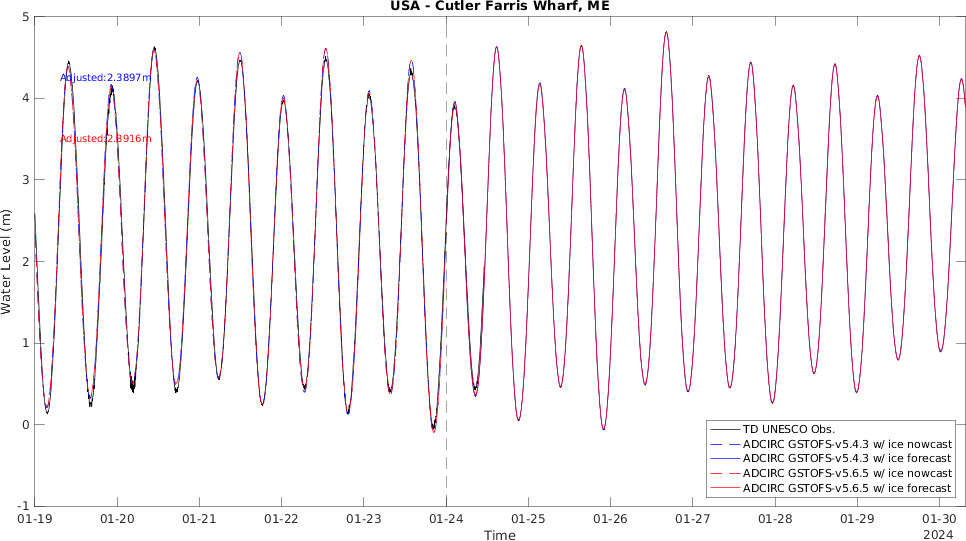 USA - Cutler Farris Wharf, ME
5
4
3
2
1
0
-1
Water Level (m)
Adjusted:2.3897m
Adjusted:2.3916m
TD UNESCO Obs.
ADCIRC GSTOFS-v5.4.3 w/ ice nowcast
ADCIRC GSTOFS-v5.4.3 w/ ice forecast
ADCIRC GSTOFS-v5.6.5 w/ ice nowcast
ADCIRC GSTOFS-v5.6.5 w/ ice forecast
01-19 01-20 01-21 01-22 01-23 01-24 01-25 01-26 01-27 01-28 01-29 01-30
Time
2024